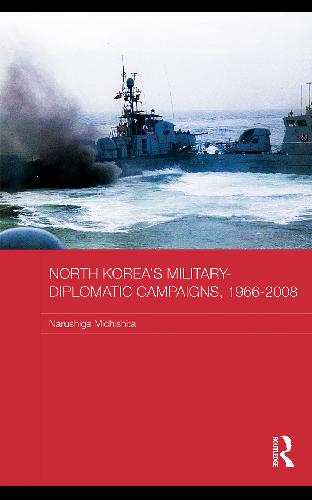 NORTH KOREA'S MILITARY-
DIPLOMATIC CAMPAIGNS, 1966-2008
Narushige Michishita
ROUTLEDGE